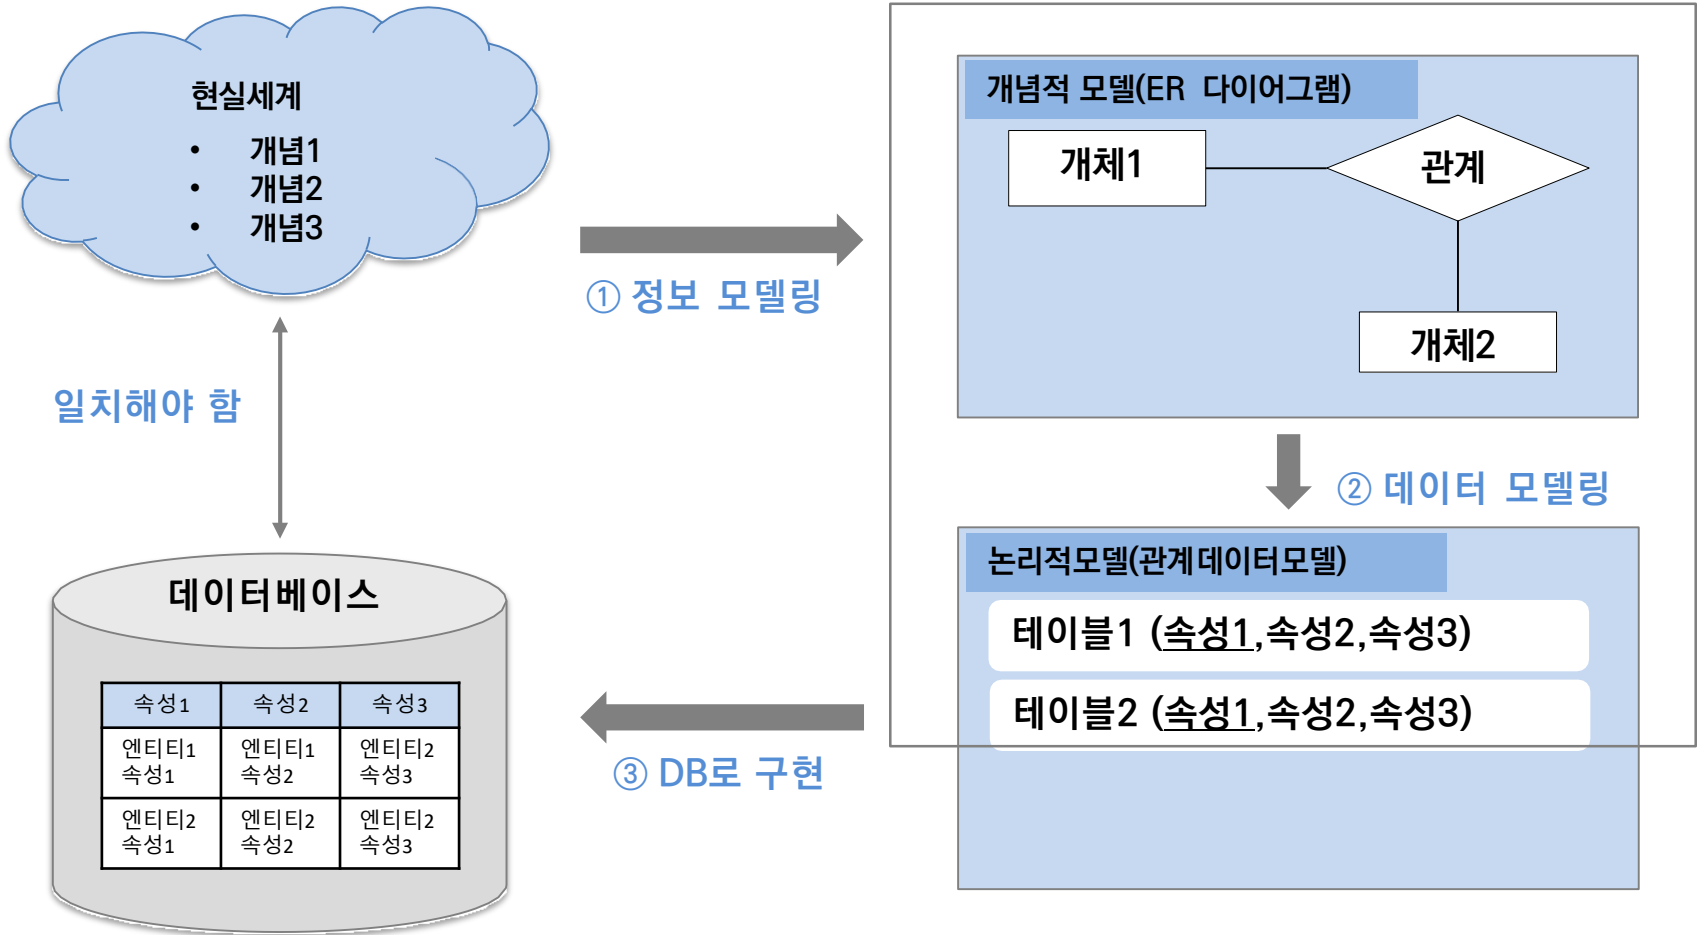 현실세계
• 개념1
• 개념2
• 개념3
① 정보 모델링
개념적 모델(ER 다이어그램)
개체1
관계
개체2
② 데이터 모델링
논리적모델(관계데이터모델)
테이블1 (속성1,속성2,속성3)
테이블2 (속성1,속성2,속성3)
③ DB로 구현
일치해야 함
데이터베이스
속성1 속성2 속성3
엔티티1 엔티티1 엔티티2
속성1 속성2 속성3
엔티티2 엔티티2 엔티티2
속성1 속성2 속성3